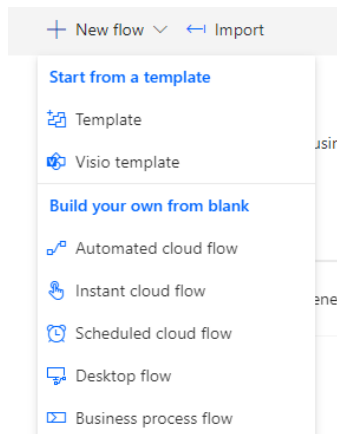 New flow Import
Start from a template
Template
Visio template
Build your own from blank
Automated cloud flow
Instant cloud flow
Scheduled cloud flow
Desktop flow
Business process flow